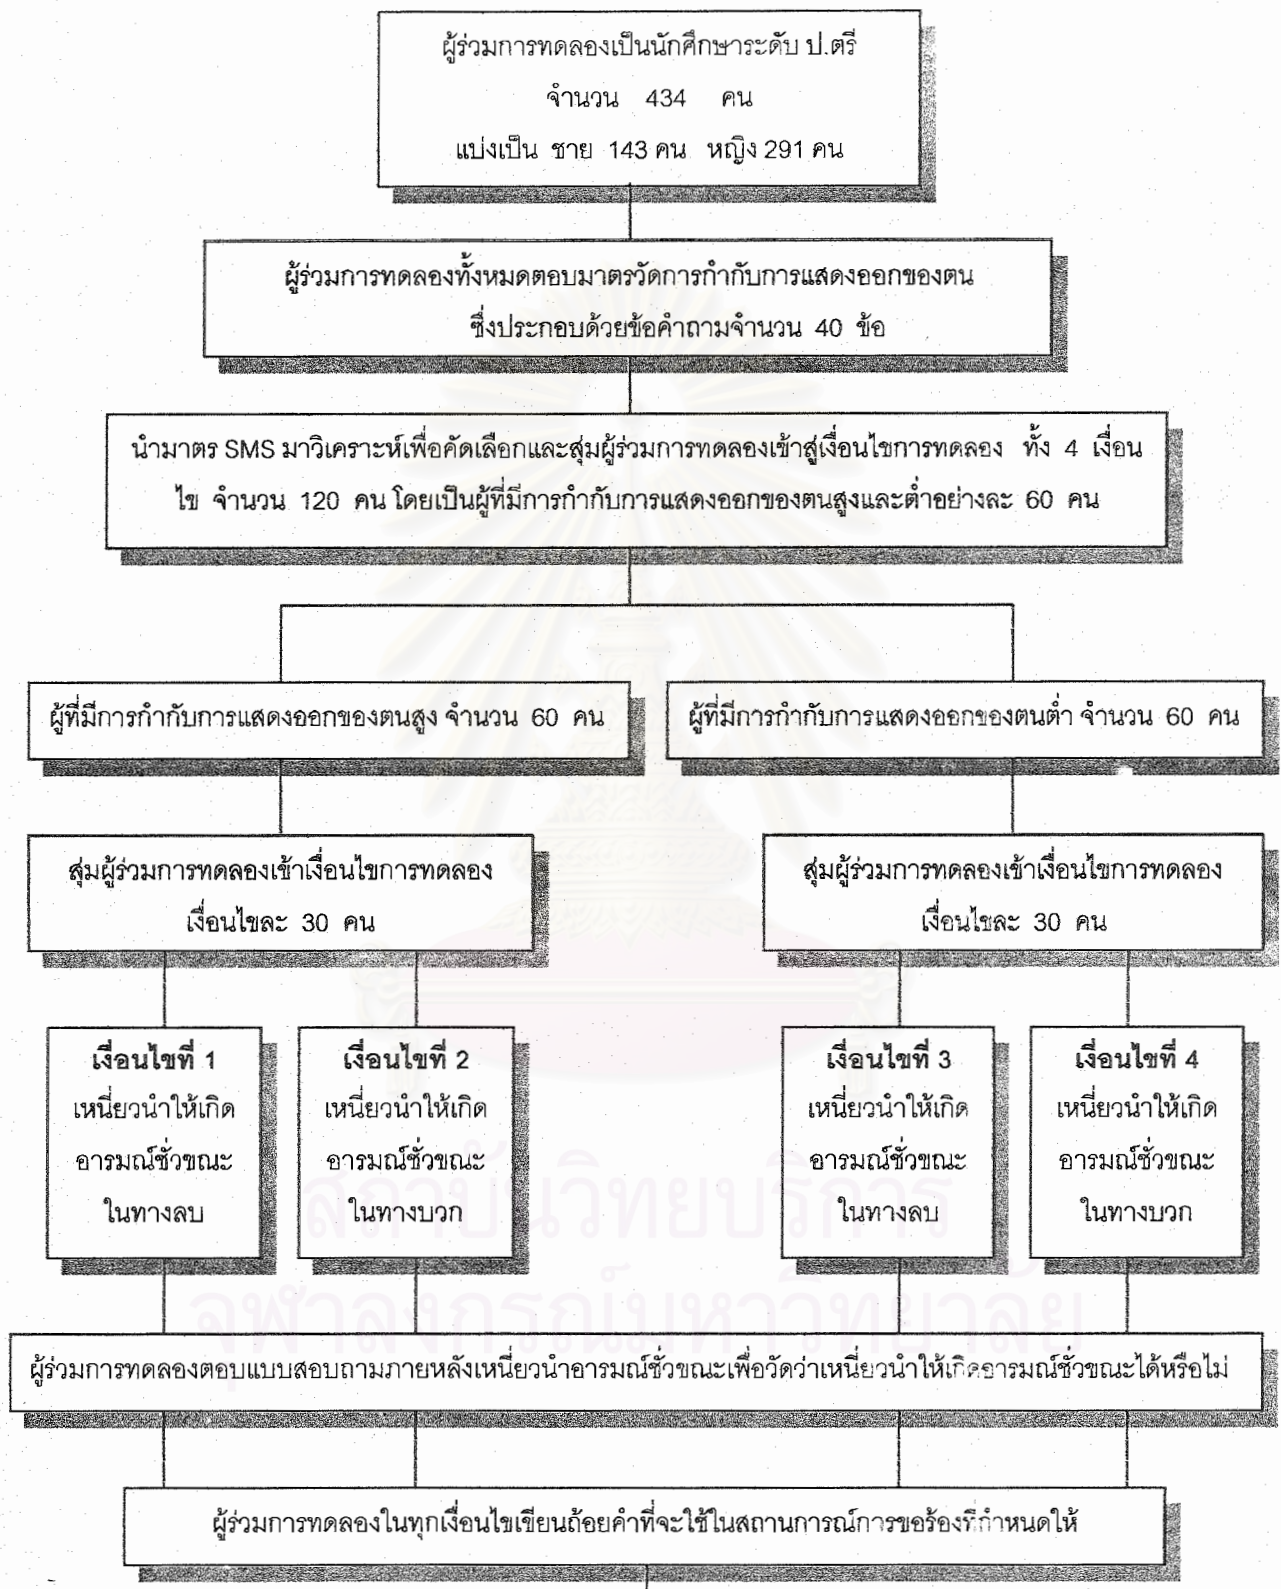 ผู้ร่วมการทดลองเป็นนักศึกษาระดับ ป.ตรี
จำนวน 434 คน
แบ่งเป็น ชาย 143 คน หญิง 291 คน
ผู้ร่วมการทดลองทั้งหมดตอบมาตรวัดการกำกับการแสดงออกของตน
ซึ่งประกอบด้วยข้อคำถามจำนวน 40 ข้อ
นำมาตร SMS มาวิเคราะห์เพื่อคัดเลือกและสุ่มผู้ร่วมการทดลองเข้าสู่เงื่อนไขการทดลอง ทั้ง 4 เงื่อน
ไข จำนวน 120 คน โดยเป็นผู้ที่มีการกำกับการแสดงออกของตนสูงและต่ำอย่างละ 60 คน
ผู้ที่มีการกำกับการแสดงออกของตนสูง จำนวน 60 คน
ผู้ที่มีการกำกับการแสดงออกของตนต่ำ จำนวน 60 คน
สุ่มผู้ร่วมการทดลองเข้าเงื่อนไขการทดลอง
เงื่อนไขละ 30 คน
สุ่มผู้ร่วมการทดลองเข้าเงื่อนไขการทดลอง
เงื่อนไขละ 30 คน
เงื่อนไขที่ 1
เหนี่ยวนำให้เกิด
อารมณ์ชั่วขณะ
ในทางลบ
เงื่อนไขที่ 2
เหนี่ยวนำให้เกิด
อารมณ์ชั่วขณะ
ในทางบวก
เงื่อนไขที่ 3
เหนี่ยวนำให้เกิด
อารมณ์ชั่วขณะ
ในทางลบ
เงื่อนไขที่ 4
เหนี่ยวนำให้เกิด
อารมณ์ชั่วขณะ
ในทางบวก
สถาบันวิทยบริการ
จุฬาลงกรณ์มหาวิทยาลัย
ผู้ร่วมการทดลองตอบแบบสอบถามภายหลังเหนี่ยวนำอารมณ์ชั่วขณะเพื่อวัดว่าเหนี่ยวนำให้เกิดอารมณ์ชั่วขณะได้หรือไม่
ผู้ร่วมการทดลองในทุกเงื่อนไขเขียนถ้อยคำที่จะใช้ในสถานการณ์การขอร้องที่กำหนดให้